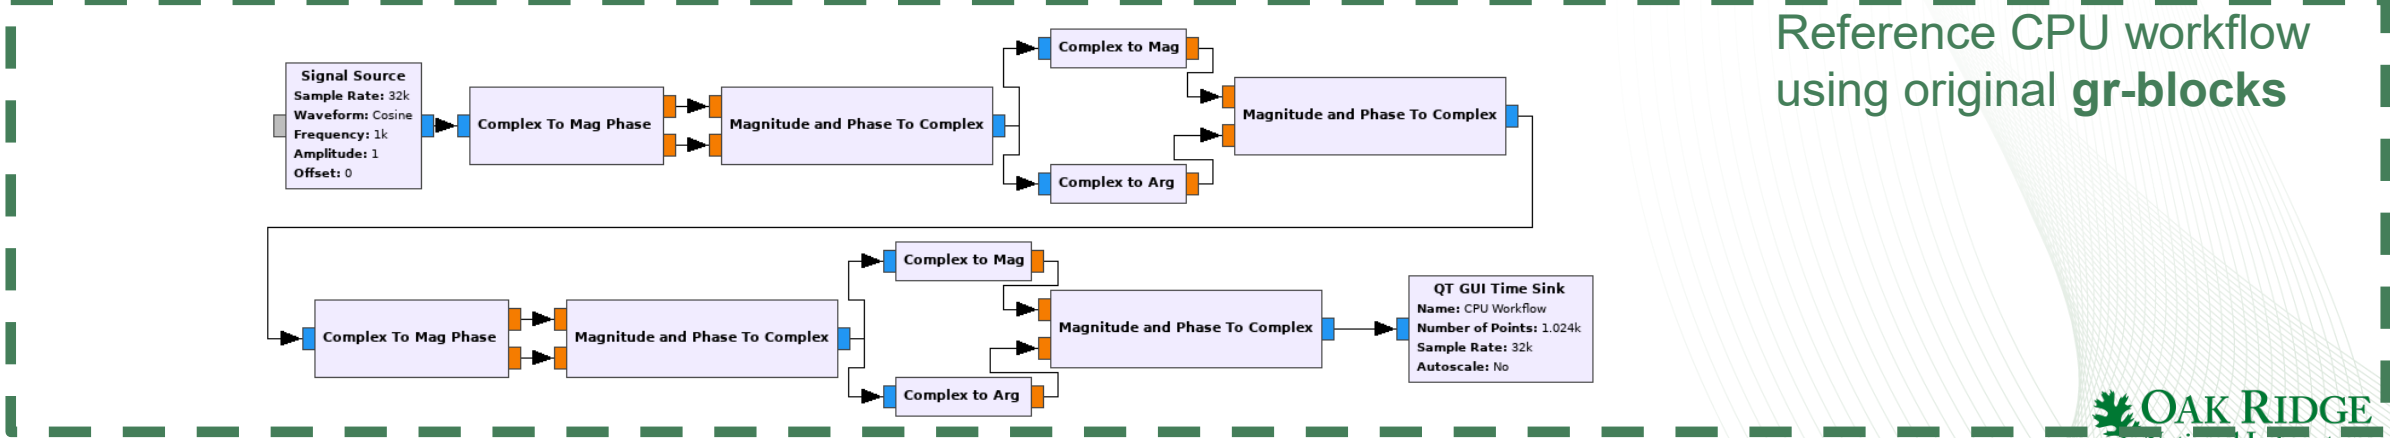 Reference CPU workflow
using original gr-blocks
Signal Source
Sample Rate: 32k
Waveform: Cosine
Frequency: 1k
Amplitude: 1
Offset: 0
Complex To Mag Phase
Magnitude and Phase To Complex
Complex to Mag
Complex to Arg
Magnitude and Phase To Complex
Complex To Mag Phase
Magnitude and Phase To Complex
Complex to Mag
Complex to Arg
Magnitude and Phase To Complex
QT GUI Time Sink
Name: CPU Workflow
Number of Points: 1.024k
Sample Rate: 32k
Autoscale: No
OAK RIDGE